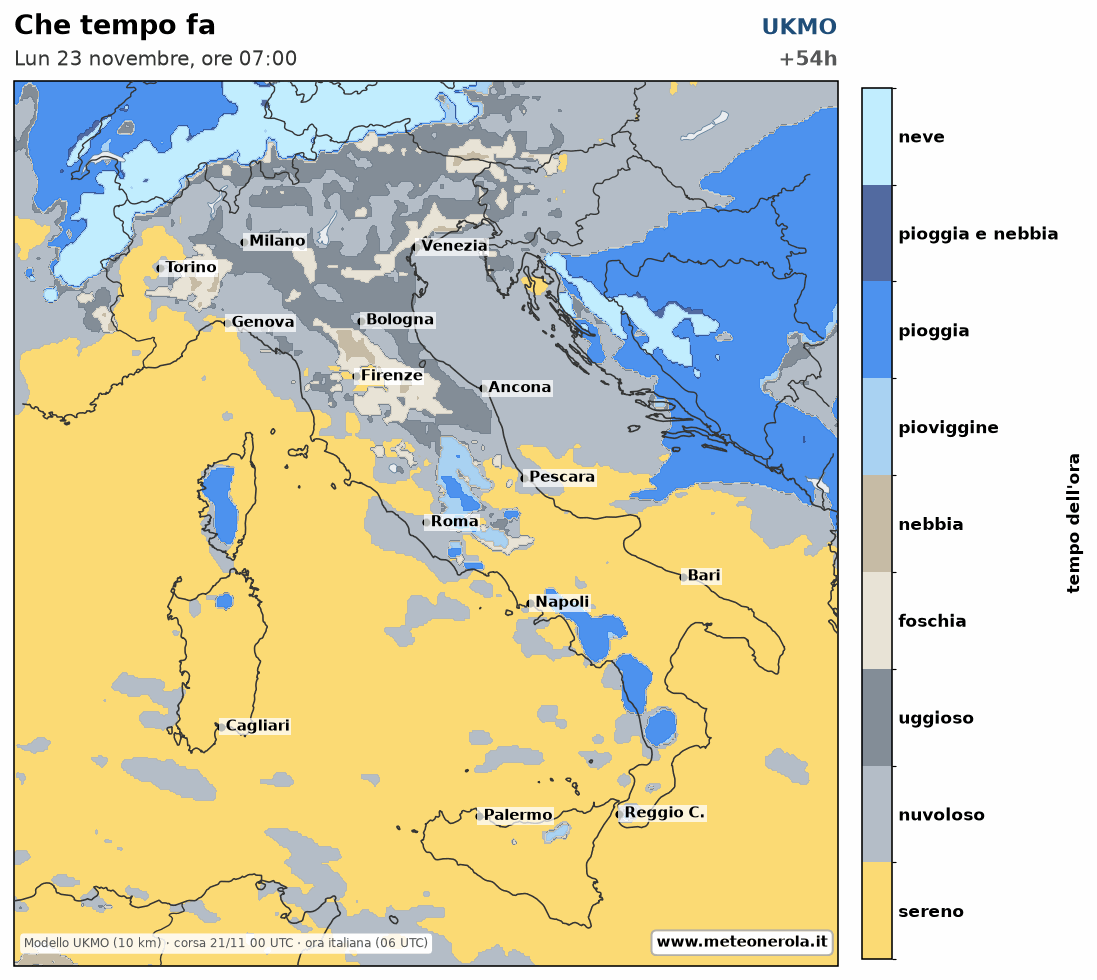 Che tempo fa
UKMO
Lun 23 novembre, ore 07:00
+54h
neve
pioggia e nebbia
pioggia
pioviggine
nebbia
foschia
uggioso
nuvoloso
sereno
tempo dell'ora
Milano
Venezia
Torino
Genova
Bologna
Firenze
Ancona
Pescara
Roma
Bari
Napoli
Cagliari
Palermo
Reggio C.
Modello UKMO (10 km) · corsa 21/11 00 UTC · ora italiana (06 UTC)
www.meteonerola.it